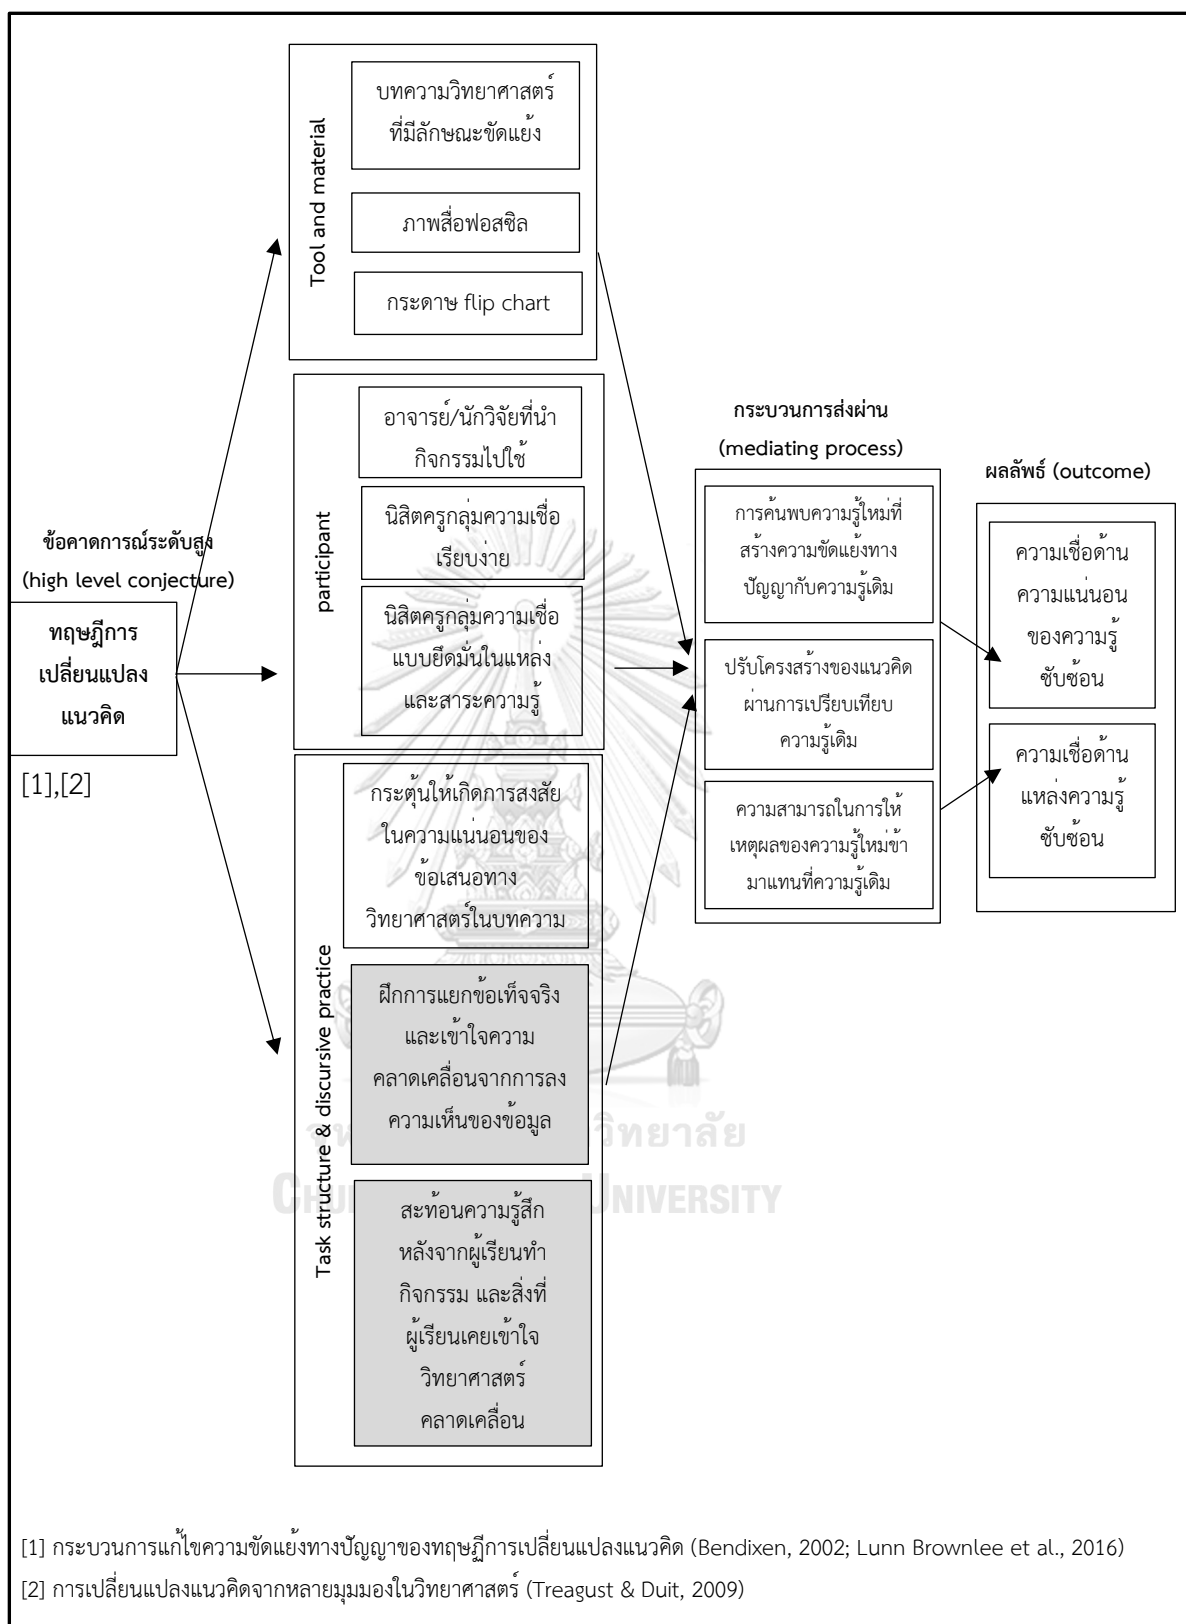 Tool and material
บทความวิทยาศาสตร์
ที่มีลักษณะขัดแย้ง
ภาพสื่อฟอสซิล
กระดาษ flip chart
participant
อาจารย์/นักวิจัยที่นำ
กิจกรรมไปใช้
นิสิตครูกลุ่มความเชื่อ
เรียบง่าย
นิสิตครูกลุ่มความเชื่อ
แบบยึดมั่นในแหล่ง
และสาระความรู้
ข้อคาดการณ์ระดับสูง
(high level conjecture)
ทฤษฎีการ
เปลี่ยนแปลง
แนวคิด
[1],[2]
Task structure & discursive practice
กระตุ้นให้เกิดการสงสัย
ในความแน่นอนของ
ข้อเสนอทาง
วิทยาศาสตร์ในบทความ
ฝึกการแยกข้อเท็จจริง
และเข้าใจความ
คลาดเคลื่อนจากการลง
ความเห็นของข้อมูล
สะท้อนความรู้สึก
หลังจากผู้เรียนทำ
กิจกรรม และสิ่งที่
ผู้เรียนเคยเข้าใจ
วิทยาศาสตร์
คลาดเคลื่อน
กระบวนการส่งผ่าน
(mediating process)
การค้นพบความรู้ใหม่ที่
สร้างความขัดแย้งทาง
ปัญญากับความรู้เดิม
ปรับโครงสร้างของแนวคิด
ผ่านการเปรียบเทียบ
ความรู้เดิม
ความสามารถในการให้
เหตุผลของความรู้ใหม่ข้า
มาแทนที่ความรู้เดิม
ผลลัพธ์ (outcome)
ความเชื่อด้าน
ความแน่นอน
ของความรู้
ซับซ้อน
ความเชื่อด้าน
แหล่งความรู้
ซับซ้อน
วิทยาลัย
UNIVERSITY
[1] กระบวนการแก้ไขความขัดแย้งทางปัญญาของทฤษฏีการเปลี่ยนแปลงแนวคิด (Bendixen, 2002; Lunn Brownlee et al., 2016)
[2] การเปลี่ยนแปลงแนวคิดจากหลายมุมมองในวิทยาศาสตร์ (Treagust & Duit, 2009)